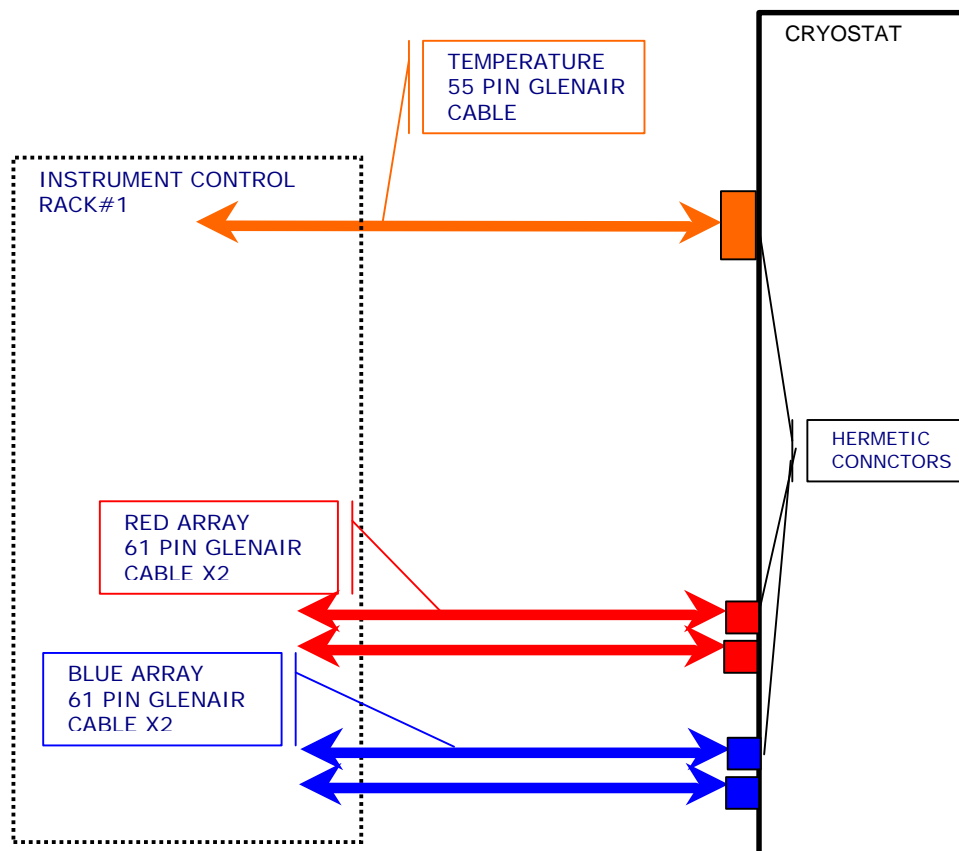 CRYOSTAT
TEMPERATURE
55 PIN GLENAIR
CABLE
INSTRUMENT CONTROL
RACK#1
HERMETIC
CONNCTORS
RED ARRAY
61 PIN GLENAIR
CABLE X2
BLUE ARRAY
61 PIN GLENAIR
CABLE X2